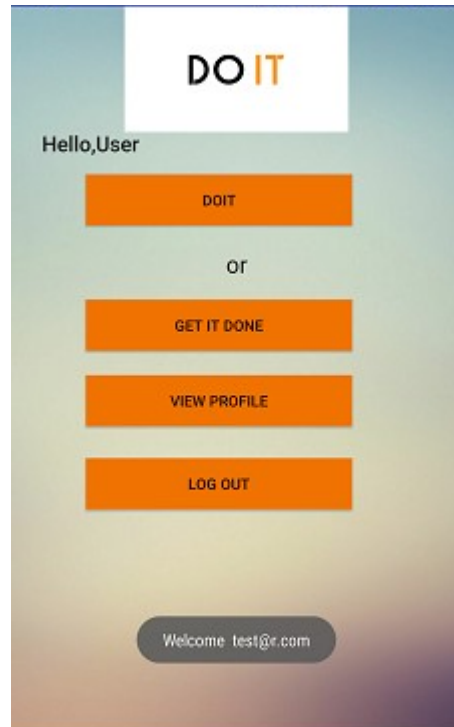 DO IT
Hello,User
DOIT
or
GET IT DONE
VIEW PROFILE
LOG OUT
Welcome test@r.com